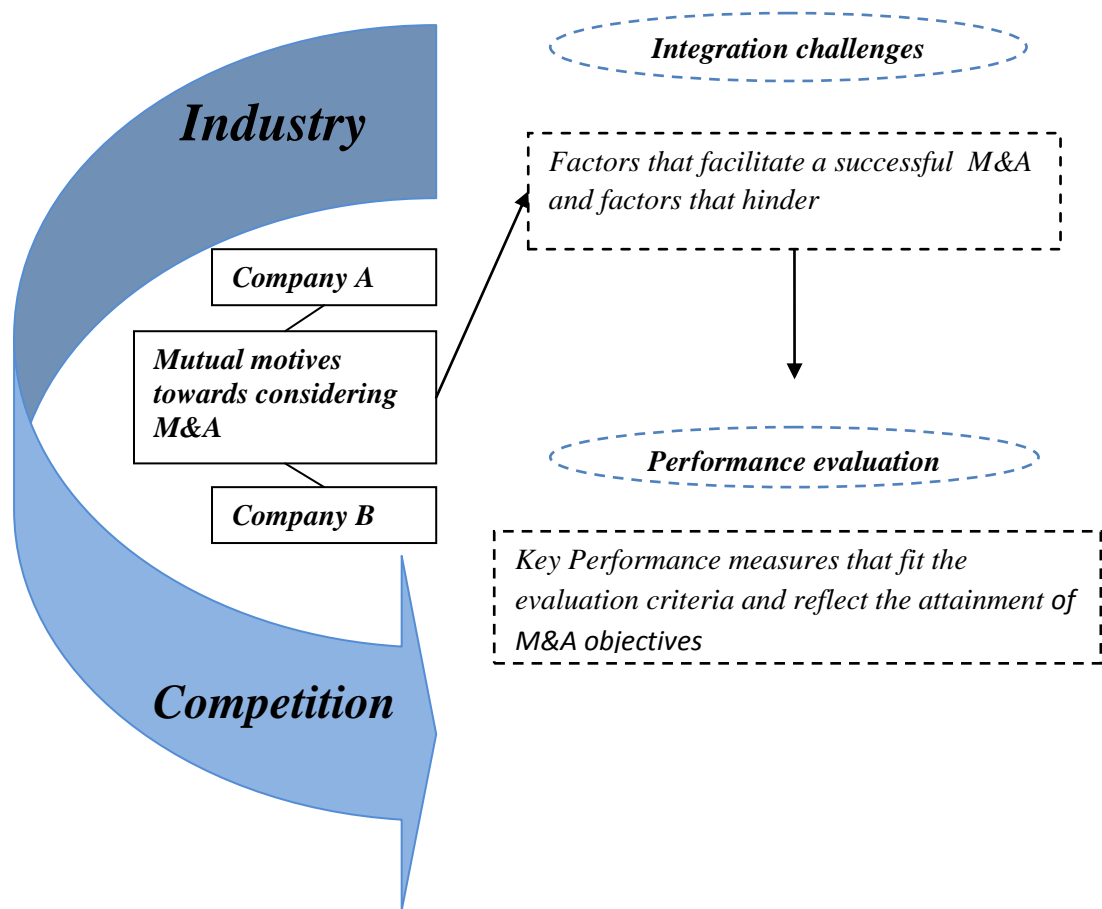 Integration challenges
Industry
Factors that facilitate a successful M&A
and factors that hinder
Company A
Mutual motives
towards considering
M&A
Company B
Performance evaluation
Key Performance measures that fit the
evaluation criteria and reflect the attainment of
M&A objectives
Competition